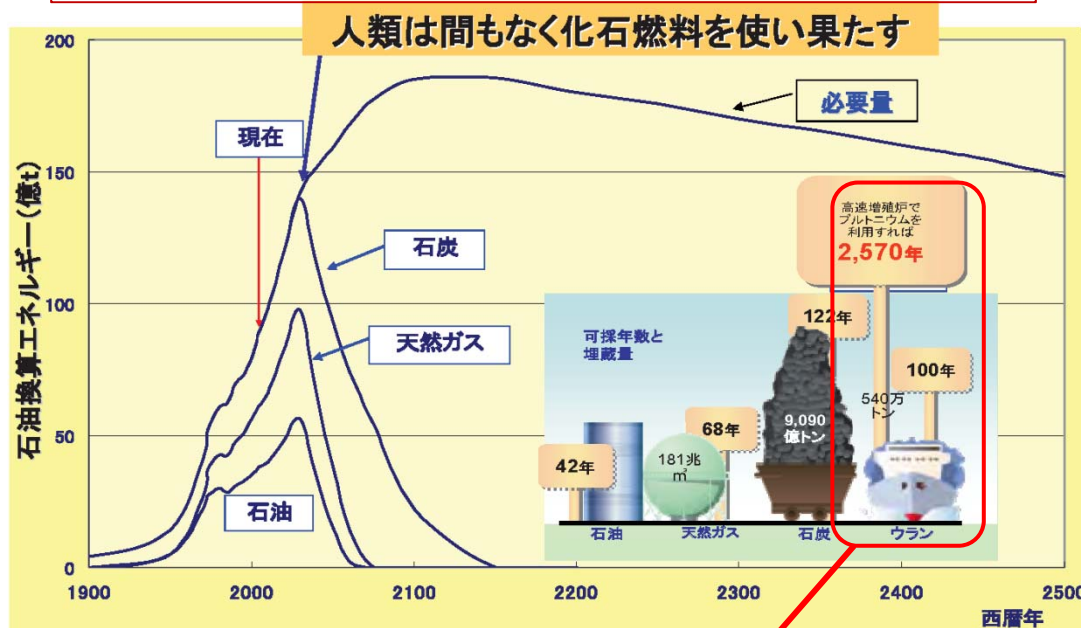 人類は間もなく化石燃料を使い果たす
石油換算エネルギー(億t)
200
150
100
50
0
現在
必要量
石炭
天然ガス
石油
高速増殖炉で
プルトニウムを
利用すれば
2,570年
可採年数と
埋蔵量
42年
181兆
㎥
68年
122年
9,090
億トン
540万
トン
100年
石油 天然ガス 石炭 ウラン
1900 2000 2100 2200 2300 2400 2500
西暦年